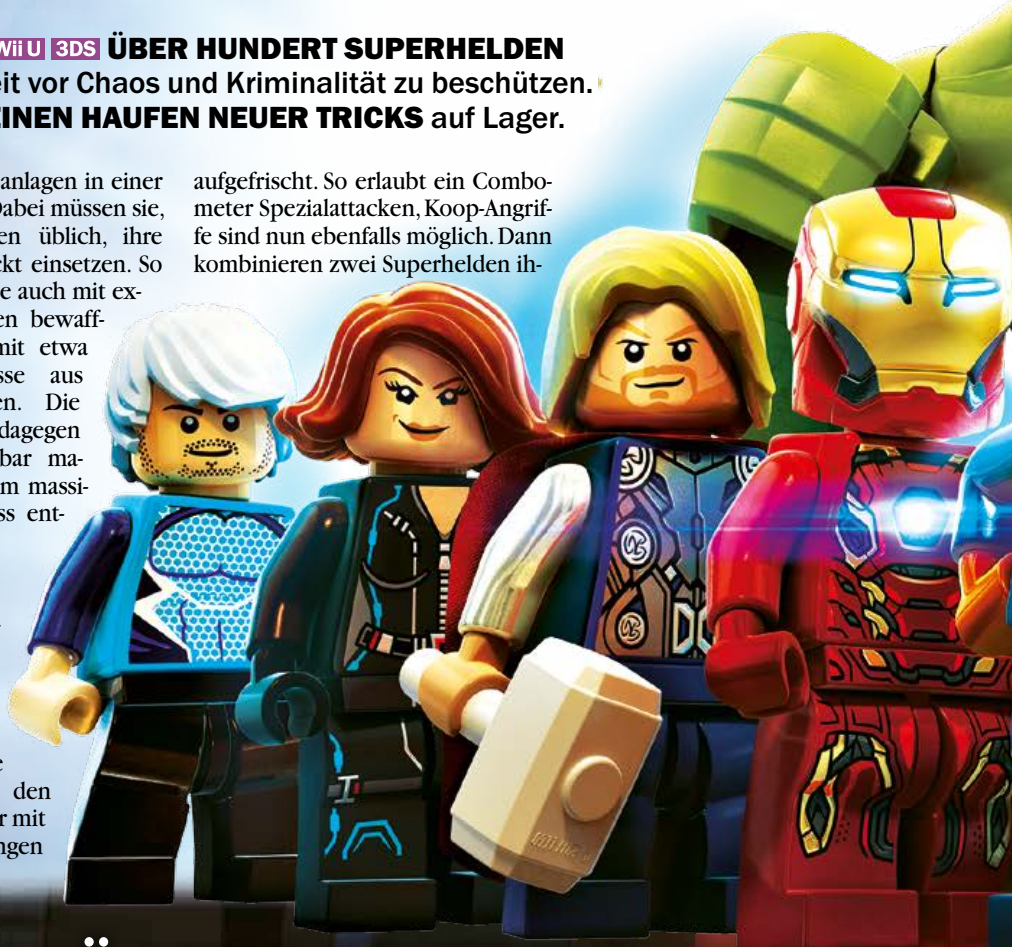 Wii U 3DS ÜBER HUNDERT SUPERHELDEN
eit vor Chaos und Kriminalität zu beschützen.
EINEN HAUFEN NEUER TRICKS auf Lager.
anlagen in einer
Dabei müssen sie,
en üblich, ihre
ckt einsetzen. So
e auch mit ex-
en bewaff-
mit etwa
sse aus
en. Die
dagegen
bar ma-
m massi-
ss ent-
e
den
r mit
ngen
aufgefrischt. So erlaubt ein Combo-
meter Spezialattacken, Koop-Angrif-
fe sind nun ebenfalls möglich. Dann
kombinieren zwei Superhelden ih-